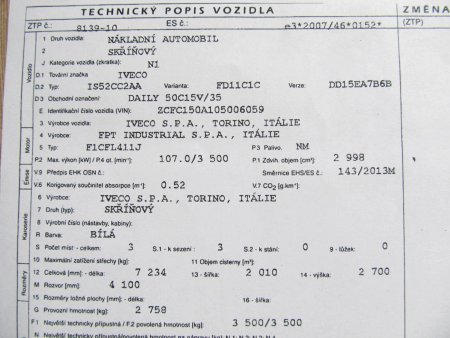 TECHNICKÝ POPIS VOZIDLA
ZMĚNA
ZTP č.: 8139-10 ES č.: e3*2007/46*0152*
(ZTP)
1 Druh vozidla: NÁKLADNÍ AUTOMOBIL
2 SKŘÍŇOVÝ
J Kategorie vozidla (zkratka): N1
D.1 Tovární značka IVECO
D.2 Typ: IS52CC2AA Varianta: FD11C1C Verze: DD15EA7B6B
D.3 Obchodní označení: DAILY 50C15V/35
E Identifikační číslo vozidla (VIN): ZCFC150A105006059
3 Výrobce vozidla: IVECO S.P.A., TORINO, ITÁLIE
4 Výrobce motoru: FPT INDUSTRIAL S.P.A., ITÁLIE
5 Typ: F1CFL411J P.3 Palivo: NM
P.2 Max. výkon [kW] / P.4 ot. [min⁻¹]: 107.0/3 500 P.1 Zdvih. objem [cm³]: 2 998
V.9 Předpis EHK OSN č.: Směrnice EHS/ES č.: 143/2013M
V.6 Korigovaný součinitel absorpce [m⁻¹]: 0.52 V.7 CO₂ [g.km⁻¹]:
6 Výrobce: IVECO S.P.A., TORINO, ITÁLIE
7 Druh (typ): SKŘÍŇOVÝ
8 Výrobní číslo (nástavby, kabiny):
R Barva: BÍLÁ
S Počet míst - celkem: 3 S.1 - k sezení: 3 S.2 - k stání: 0 9 - lůžek: 0
10 Maximální zatížení střechy [kg]: 11 Objem cisterny [m³]:
12 Celková [mm] - délka: 7 234 13 - šířka: 2 010 14 - výška: 2 700
M Rozvor [mm]: 4 100
15 Rozměry ložné plochy [mm] - délka: 16 - šířka:
G Provozní hmotnost [kg]: 2 758
F.1 Největší technicky přípustná / F.2 povolená hmotnost [kg]: 3 500/3 500
Vozidlo
Motor
Emise
Karoserie
Rozměry